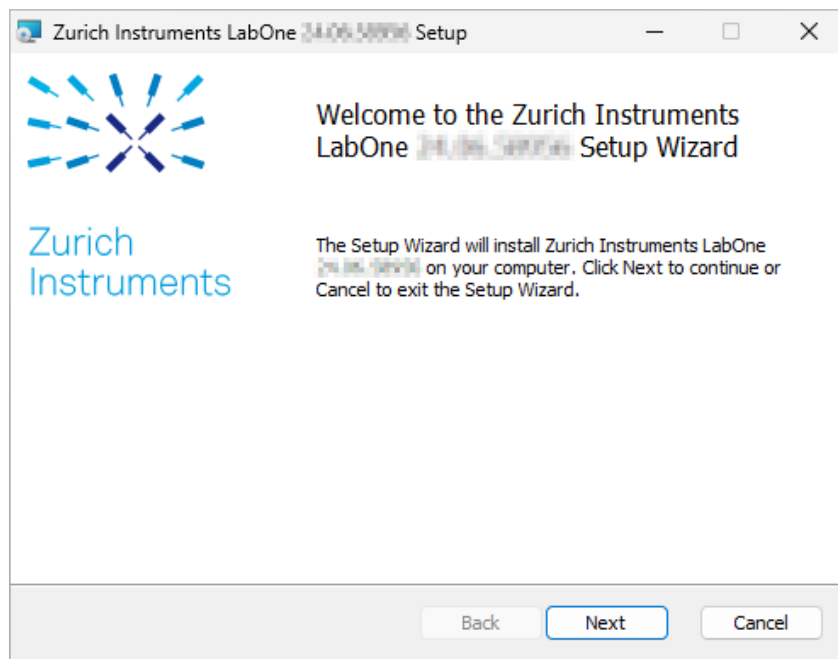 Zurich Instruments LabOne Setup
Welcome to the Zurich Instruments
LabOne Setup Wizard
Zurich
Instruments
The Setup Wizard will install Zurich Instruments LabOne
on your computer. Click Next to continue or
Cancel to exit the Setup Wizard.
Back
Next
Cancel